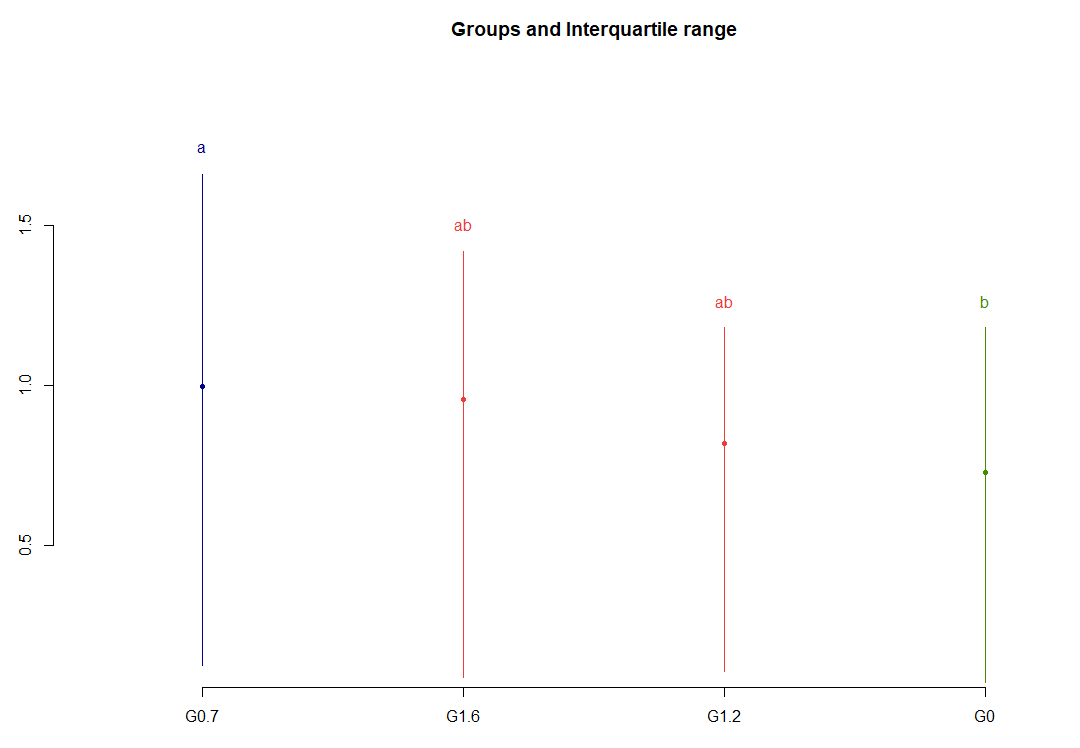 Groups and Interquartile range
a
1.5
ab
ab
b
1.0
0.5
G0.7
G1.6
G1.2
G0